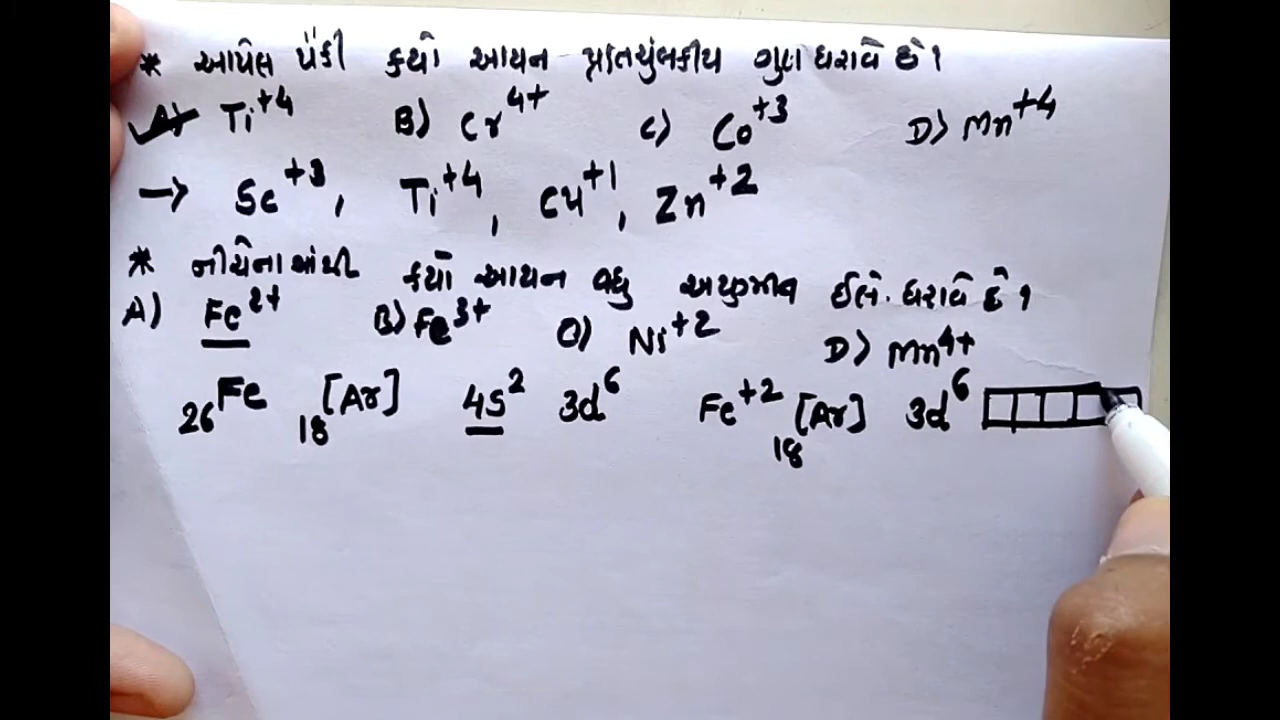 * આપેલ પૈકી કયો આયન પ્રતિચુંબકીય ગુણ ધરાવે છે ?
A) Ti⁺⁴ B) Cr⁴⁺ C) Co⁺³ D) Mn⁺⁴
→ Sc⁺³, Ti⁺⁴, Cu⁺¹, Zn⁺²
* નીચેનામાંથી કયો આયન વધુ અયુગ્મીત ઈલે. ધરાવે છે ?
A) Fe²⁺ B) Fe³⁺ C) Ni⁺² D) Mn⁴⁺
₂₆Fe ₁₈[Ar] 4s² 3d⁶ Fe⁺² ₁₈[Ar] 3d⁶